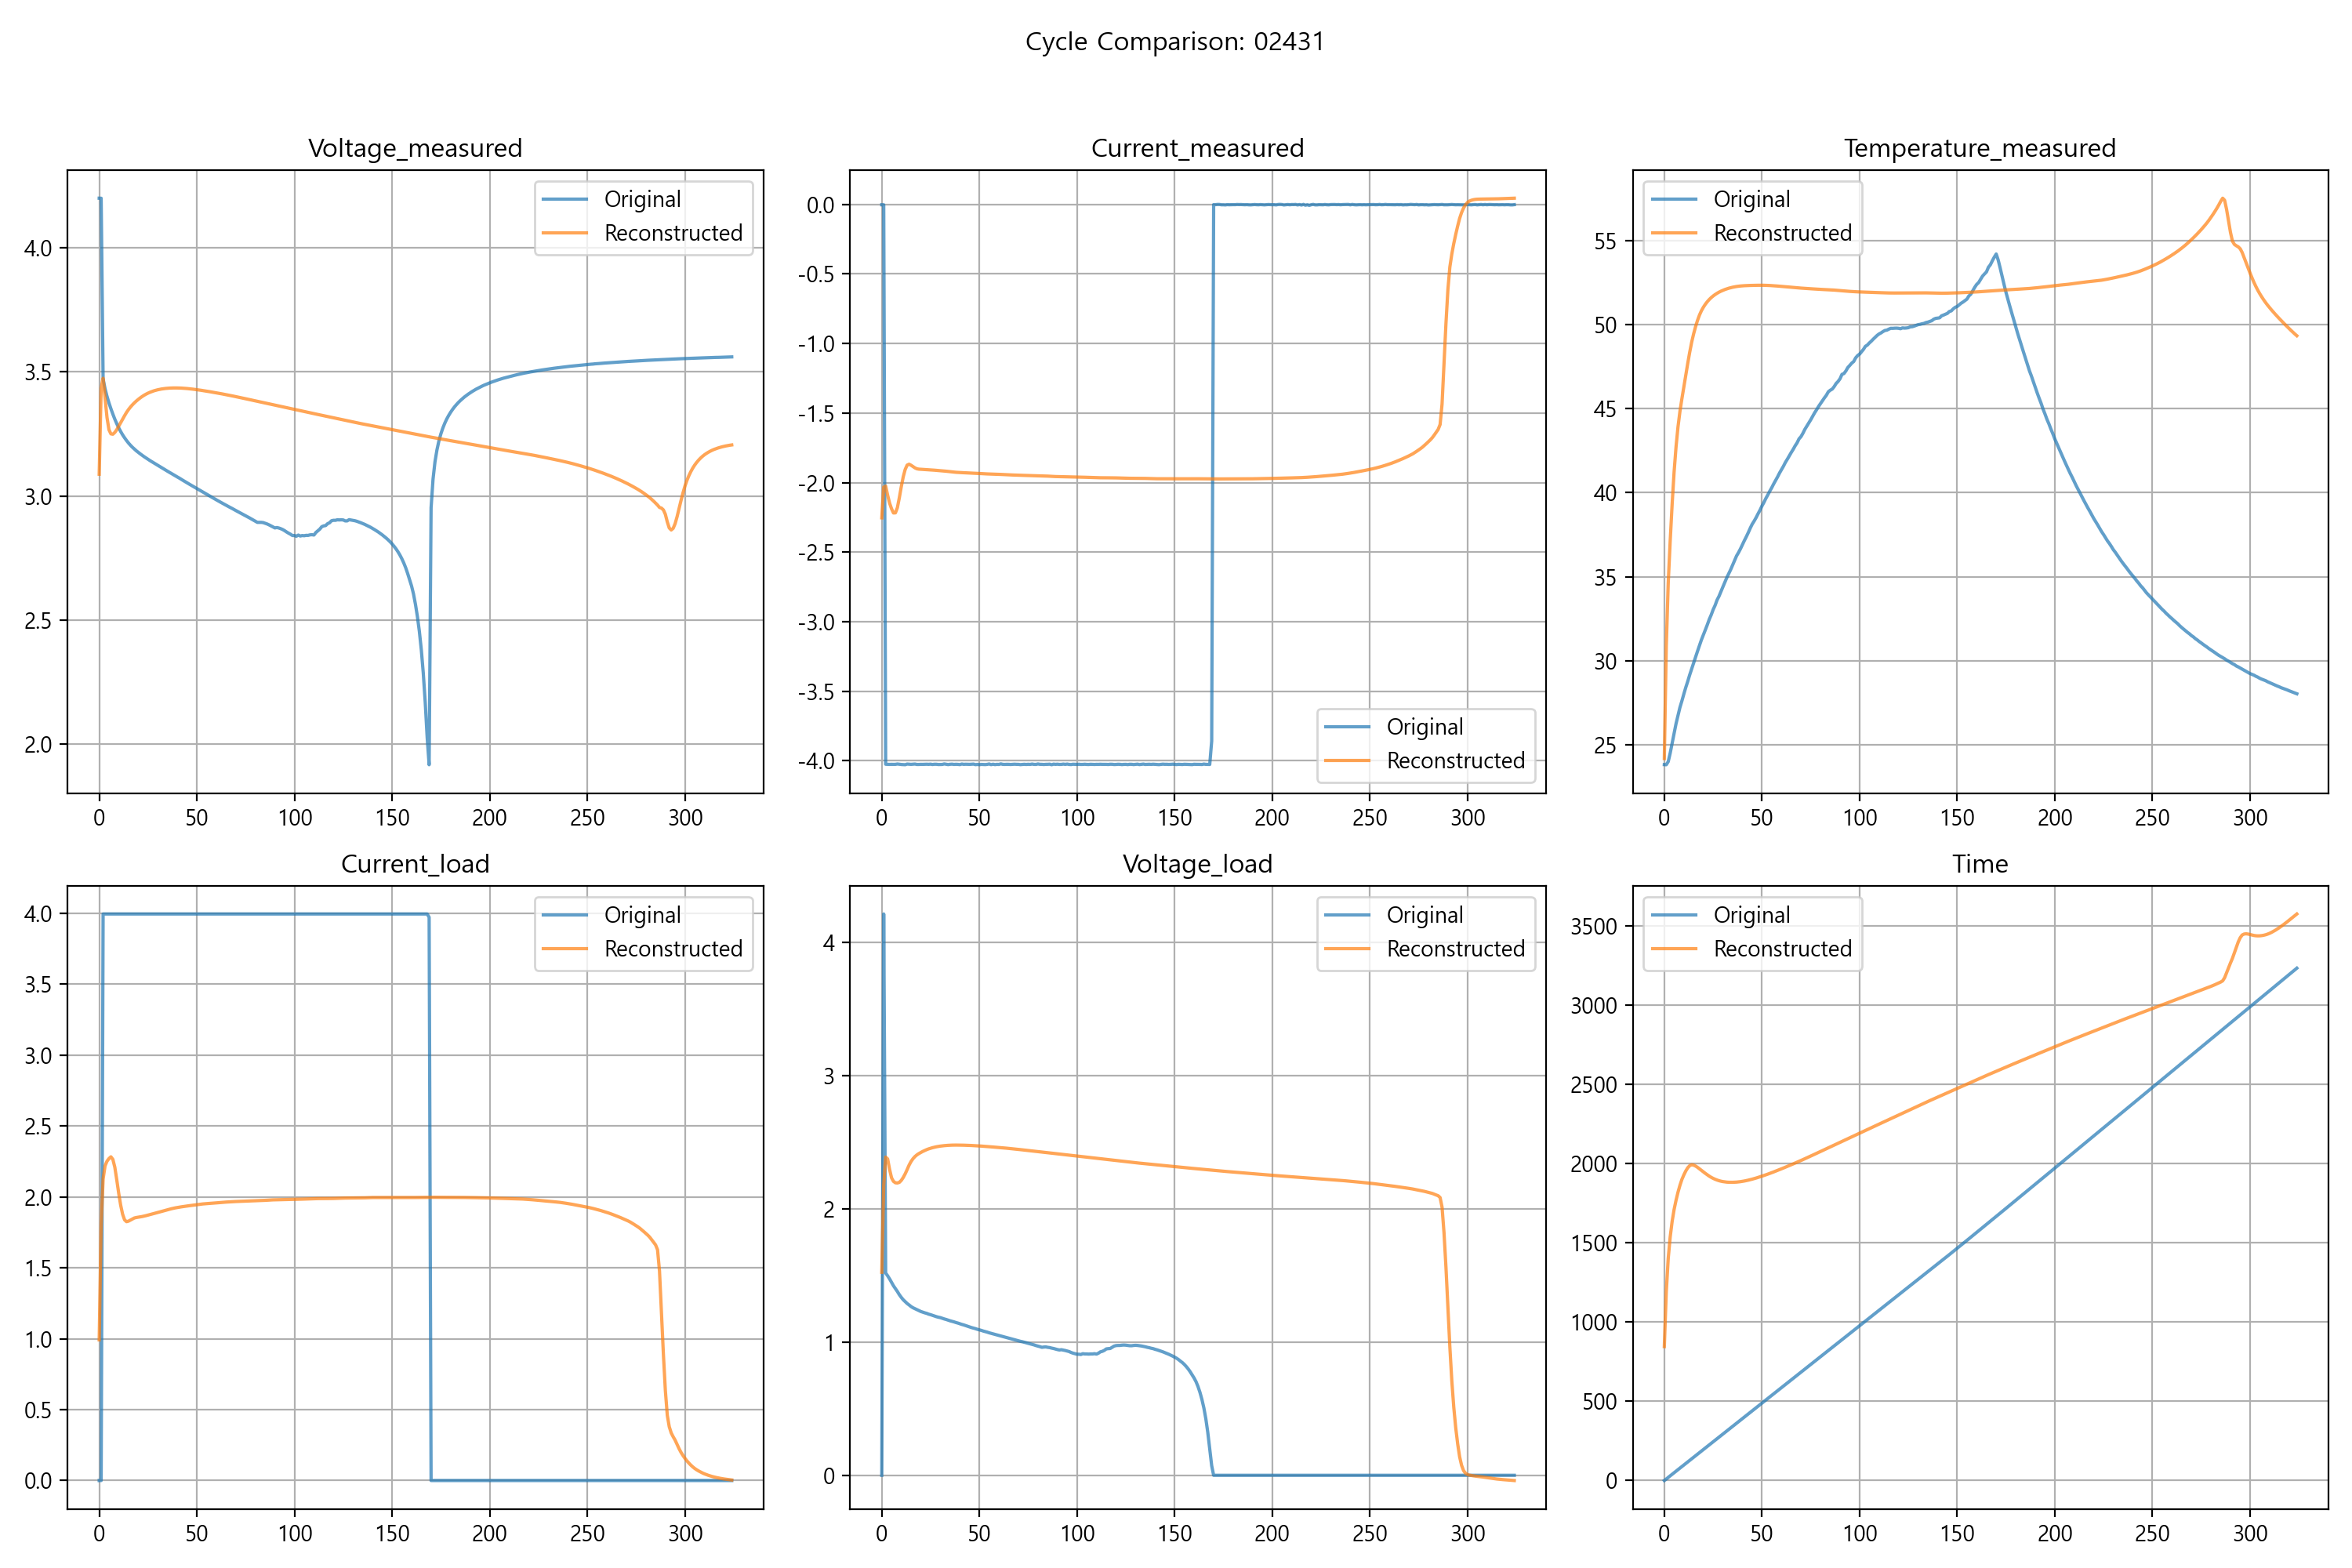 Cycle Comparison: 02431
Voltage_measured
Original
Reconstructed
4.0
3.5
3.0
2.5
2.0
0 50 100 150 200 250 300
Current_measured
0.0
-0.5
-1.0
-1.5
-2.0
-2.5
-3.0
-3.5
-4.0
Original
Reconstructed
0 50 100 150 200 250 300
Temperature_measured
Original
Reconstructed
55
50
45
40
35
30
25
0 50 100 150 200 250 300
Current_load
Original
Reconstructed
4.0
3.5
3.0
2.5
2.0
1.5
1.0
0.5
0.0
0 50 100 150 200 250 300
Voltage_load
Original
Reconstructed
4
3
2
1
0
0 50 100 150 200 250 300
Time
Original
Reconstructed
3500
3000
2500
2000
1500
1000
500
0
0 50 100 150 200 250 300